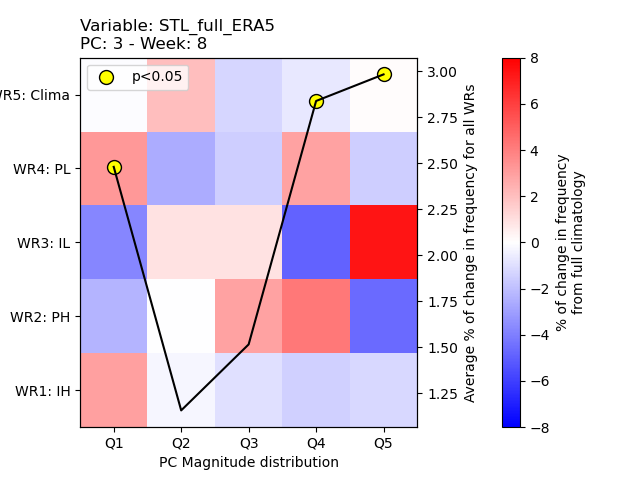 Variable: STL_full_ERA5
PC: 3 - Week: 8
p<0.05
WR5: Clima
WR4: PL
WR3: IL
WR2: PH
WR1: IH
Q1 Q2 Q3 Q4 Q5
PC Magnitude distribution
3.00
2.75
2.50
2.25
2.00
1.75
1.50
1.25
Average % of change in frequency for all WRs
8
6
4
2
0
−2
−4
−6
−8
% of change in frequency
from full climatology